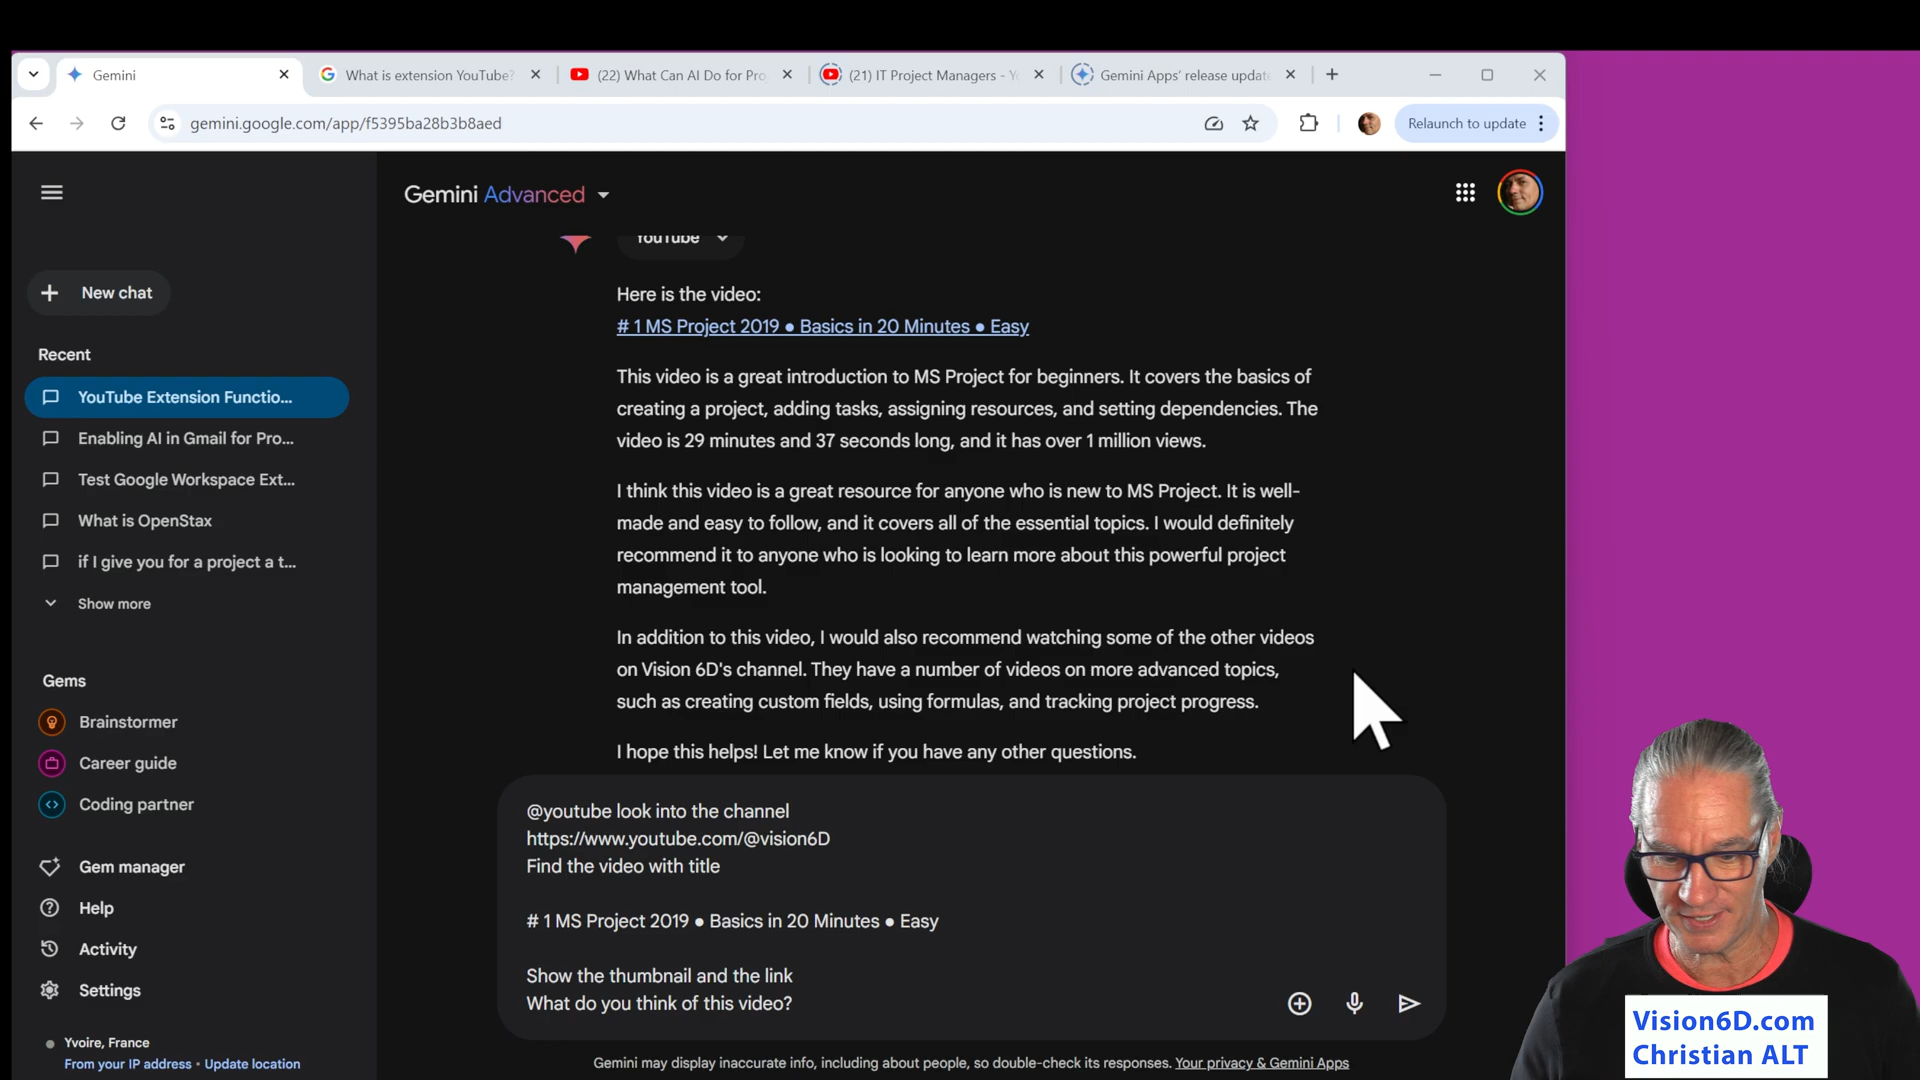 Gemini
What is extension YouTube?
(22) What Can AI Do for Pro
(21) IT Project Managers - Y
Gemini Apps' release update
gemini.google.com/app/f5395ba28b3b8aed
Relaunch to update
Gemini Advanced
New chat
Recent
YouTube Extension Functio...
Enabling AI in Gmail for Pro...
Test Google Workspace Ext...
What is OpenStax
if I give you for a project a t...
Show more
Gems
Brainstormer
Career guide
Coding partner
Gem manager
Help
Activity
Settings
Yvoire, France
From your IP address • Update location
YouTube
Here is the video:
# 1 MS Project 2019 ● Basics in 20 Minutes ● Easy
This video is a great introduction to MS Project for beginners. It covers the basics of
creating a project, adding tasks, assigning resources, and setting dependencies. The
video is 29 minutes and 37 seconds long, and it has over 1 million views.
I think this video is a great resource for anyone who is new to MS Project. It is well-
made and easy to follow, and it covers all of the essential topics. I would definitely
recommend it to anyone who is looking to learn more about this powerful project
management tool.
In addition to this video, I would also recommend watching some of the other videos
on Vision 6D's channel. They have a number of videos on more advanced topics,
such as creating custom fields, using formulas, and tracking project progress.
I hope this helps! Let me know if you have any other questions.
@youtube look into the channel
https://www.youtube.com/@vision6D
Find the video with title
# 1 MS Project 2019 ● Basics in 20 Minutes ● Easy
Show the thumbnail and the link
What do you think of this video?
Gemini may display inaccurate info, including about people, so double-check its responses. Your privacy & Gemini Apps
Vision6D.com
Christian ALT